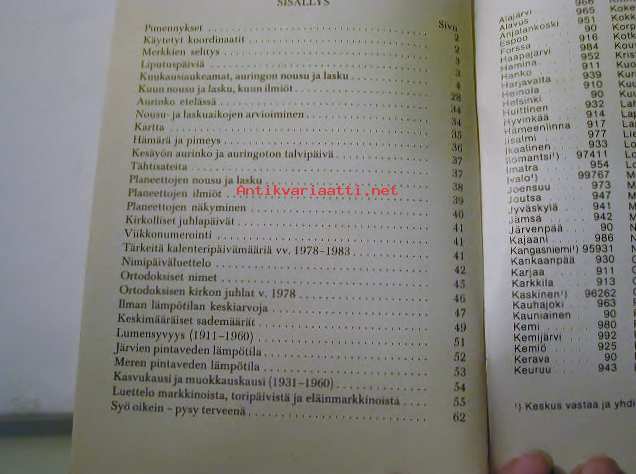 SISÄLLYS
Sivu
Pimennykset 2
Käytetyt koordinaatit 2
Merkkien selitys 3
Liputuspäiviä 3
Kuukausiaukeamat, auringon nousu ja lasku 4
Kuun nousu ja lasku, kuun ilmiöt 28
Aurinko etelässä 34
Nousu- ja laskuaikojen arvioiminen 34
Kartta 35
Hämärä ja pimeys 36
Kesäyön aurinko ja auringoton talvipäivä 37
Tähtisateita 37
Planeettojen nousu ja lasku 38
Planeettojen ilmiöt 39
Planeettojen näkyminen 40
Kirkolliset juhlapäivät 41
Viikkonumerointi 41
Tärkeitä kalenteripäivämääriä vv. 1978–1983 41
Nimipäiväluettelo 42
Ortodoksiset nimet 45
Ortodoksisen kirkon juhlat v. 1978 46
Ilman lämpötilan keskiarvoja 47
Keskimääräiset sademäärät 49
Lumensyvyys (1911–1960) 51
Järvien pintaveden lämpötila 52
Meren pintaveden lämpötila 53
Kasvukausi ja muokkauskausi (1931–1960) 54
Luettelo markkinoista, toripäivistä ja eläinmarkkinoista 55
Syö oikein – pysy terveenä 62
Antikvariaatti.net
Alajärvi 966
Alavus 965
Anjalankoski 951
Espoo 90
Forssa 916
Haapajärvi 984
Hamina 952
Hanko 911
Harjavalta 939
Heinola 910
Helsinki 90
Huittinen 932
Hyvinkää 914
Hämeenlinna 917
Iisalmi 977
Ikaalinen 933
Ilomantsi¹) 97411
Imatra 954
Ivalo¹) 99767
Joensuu 973
Joutsa 947
Jyväskylä 941
Jämsä 942
Järvenpää 90
Kajaani 986
Kangasniemi¹) 95931
Kankaanpää 930
Karjaa 911
Karkkila 913
Kaskinen¹) 96262
Kauhajoki 963
Kauniainen 90
Kemi 980
Kemijärvi 992
Kemiö 925
Kerava 90
Keuruu 943
¹) Keskus vastaa ja yhdi